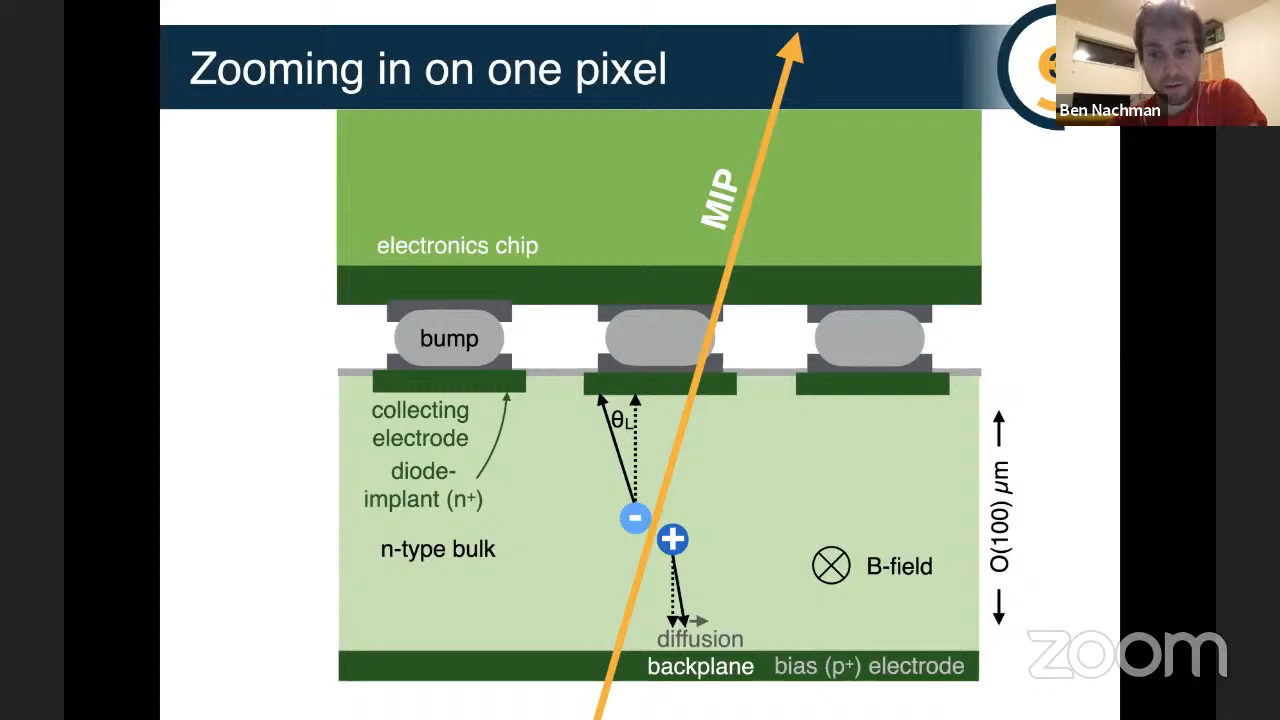 Zooming in on one pixel
Ben Nachman
MIP
electronics chip
bump
collecting
electrode
diode-
implant (n⁺)
θL
n-type bulk
-
+
B-field
O(100) μm
diffusion
backplane
bias (p⁺) electrode
zoom